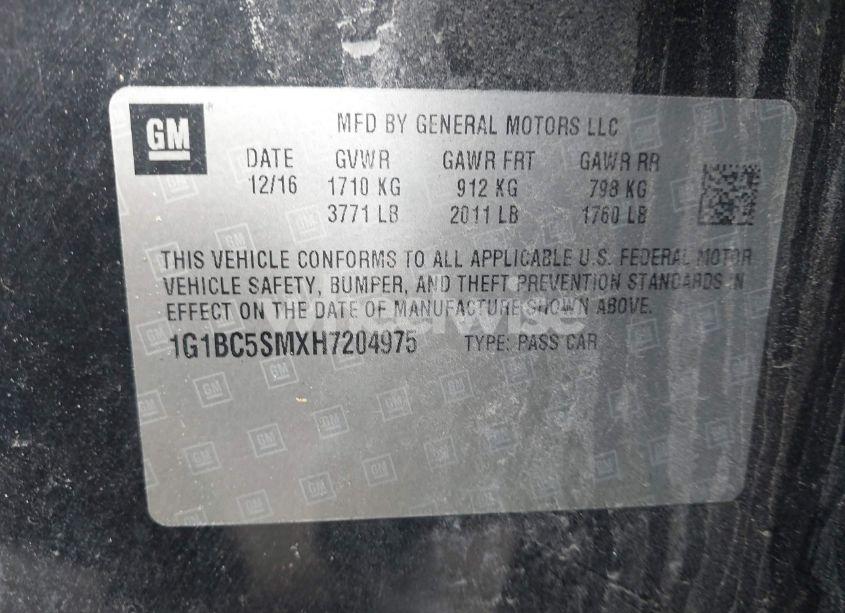 GM
MFD BY GENERAL MOTORS LLC
DATE GVWR GAWR FRT GAWR RR
12/16 1710 KG 912 KG 798 KG
3771 LB 2011 LB 1760 LB
THIS VEHICLE CONFORMS TO ALL APPLICABLE U.S. FEDERAL MOTOR
VEHICLE SAFETY, BUMPER, AND THEFT PREVENTION STANDARDS IN
EFFECT ON THE DATE OF MANUFACTURE SHOWN ABOVE.
1G1BC5SMXH7204975 TYPE: PASS CAR